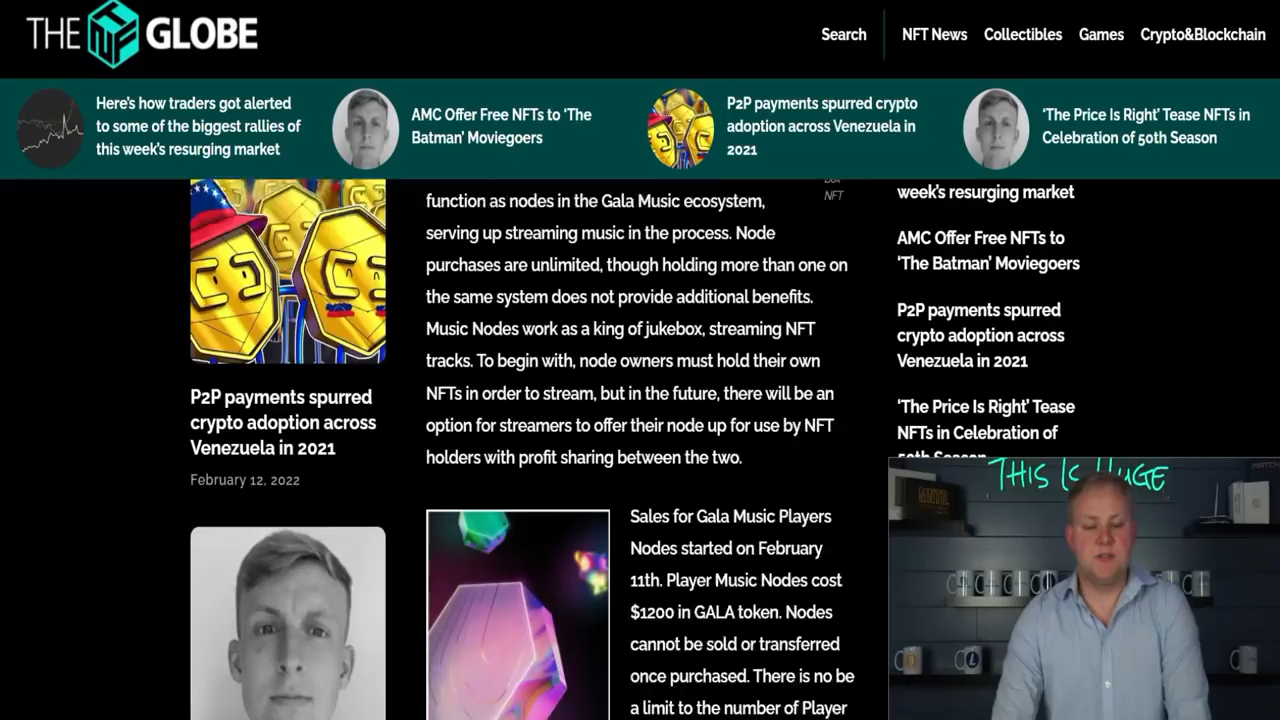 THE NFT GLOBE
Search
NFT News
Collectibles
Games
Crypto&Blockchain
Here's how traders got alerted
to some of the biggest rallies of
this week's resurging market
AMC Offer Free NFTs to 'The
Batman' Moviegoers
P2P payments spurred crypto
adoption across Venezuela in
2021
'The Price Is Right' Tease NFTs in
Celebration of 50th Season
P2P payments spurred
crypto adoption across
Venezuela in 2021
February 12, 2022
function as nodes in the Gala Music ecosystem,
serving up streaming music in the process. Node
purchases are unlimited, though holding more than one on
the same system does not provide additional benefits.
Music Nodes work as a king of jukebox, streaming NFT
tracks. To begin with, node owners must hold their own
NFTs in order to stream, but in the future, there will be an
option for streamers to offer their node up for use by NFT
holders with profit sharing between the two.
Sales for Gala Music Players
Nodes started on February
11th. Player Music Nodes cost
$1200 in GALA token. Nodes
cannot be sold or transferred
once purchased. There is no be
a limit to the number of Player
NFT
week's resurging market
AMC Offer Free NFTs to
'The Batman' Moviegoers
P2P payments spurred
crypto adoption across
Venezuela in 2021
'The Price Is Right' Tease
NFTs in Celebration of
50th Season
THIS IS HUGE